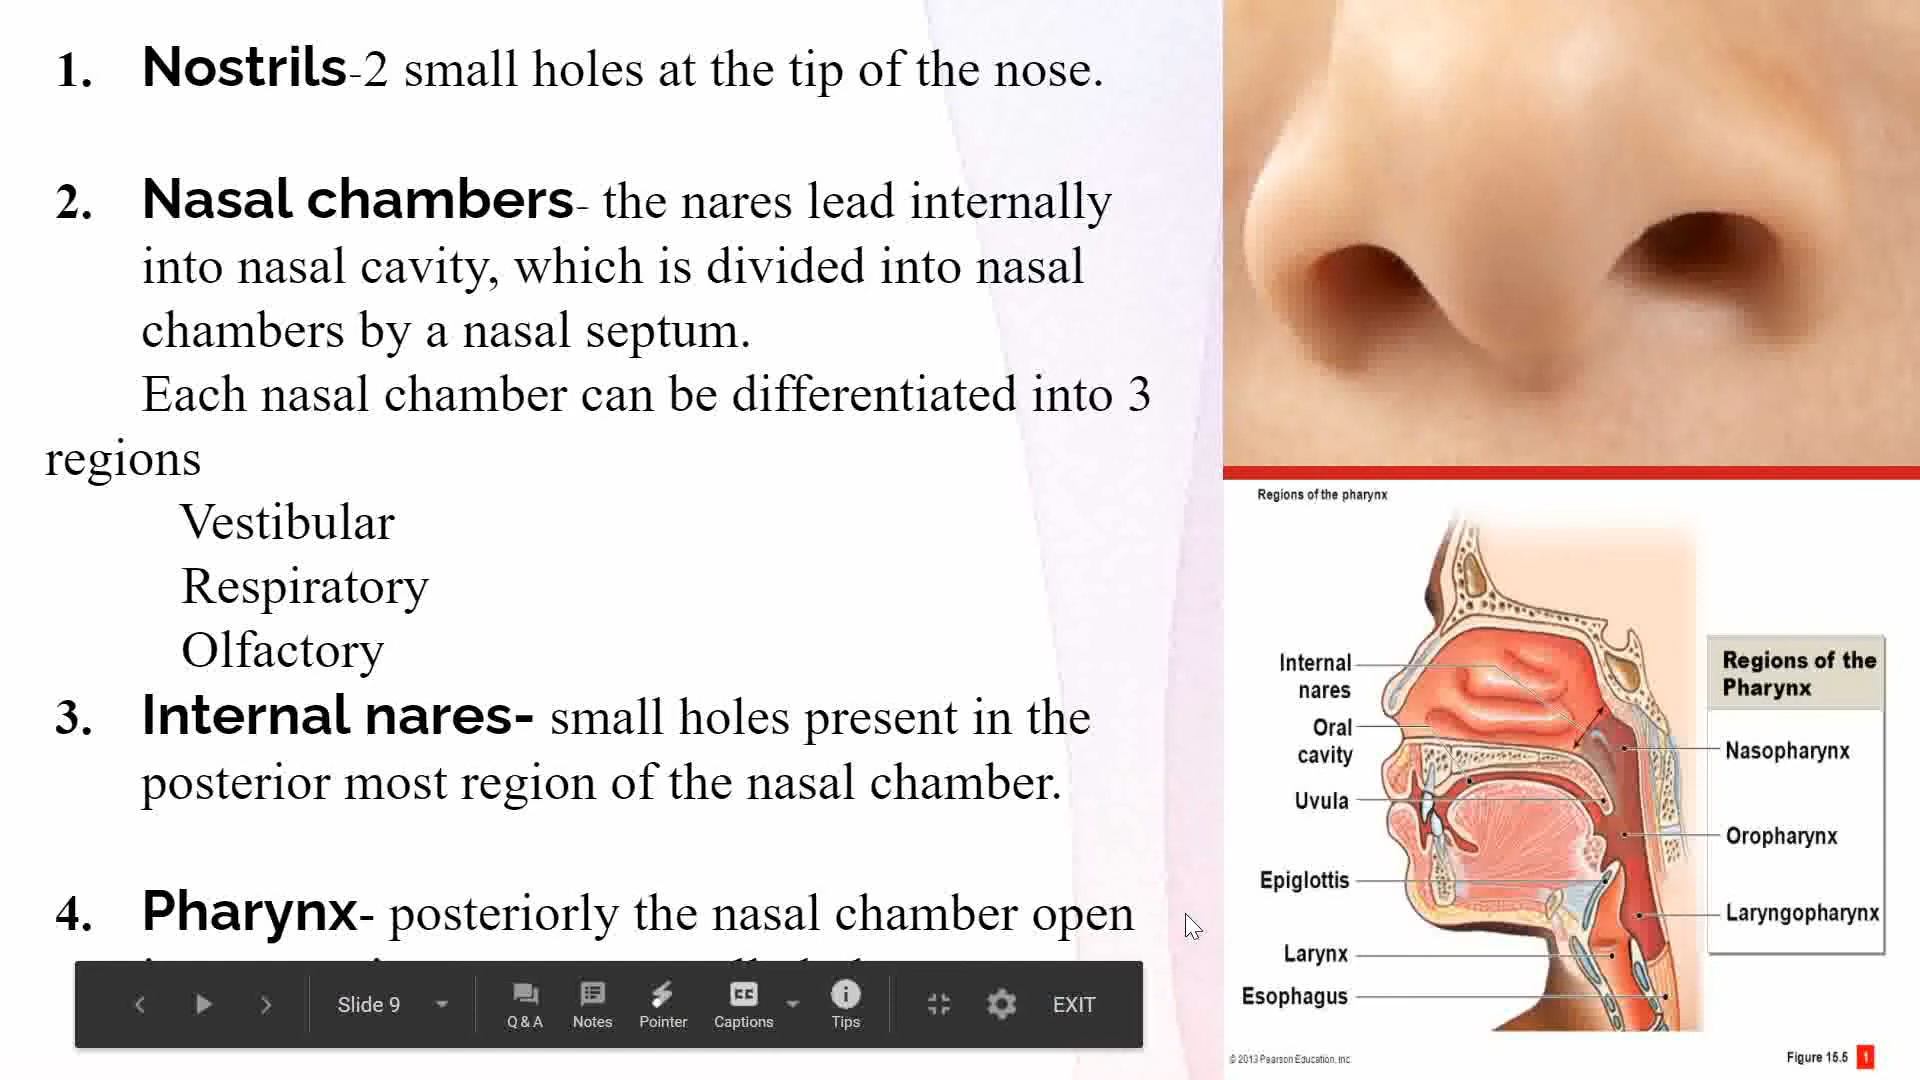 1. Nostrils-2 small holes at the tip of the nose.
2. Nasal chambers- the nares lead internally
into nasal cavity, which is divided into nasal
chambers by a nasal septum.
Each nasal chamber can be differentiated into 3
regions
Vestibular
Respiratory
Olfactory
3. Internal nares- small holes present in the
posterior most region of the nasal chamber.
4. Pharynx- posteriorly the nasal chamber open
Slide 9
Q & A
Notes
Pointer
Captions
Tips
EXIT
Regions of the pharynx
Internal
nares
Oral
cavity
Uvula
Epiglottis
Larynx
Esophagus
Regions of the
Pharynx
Nasopharynx
Oropharynx
Laryngopharynx
© 2013 Pearson Education, Inc.
Figure 15.5 1